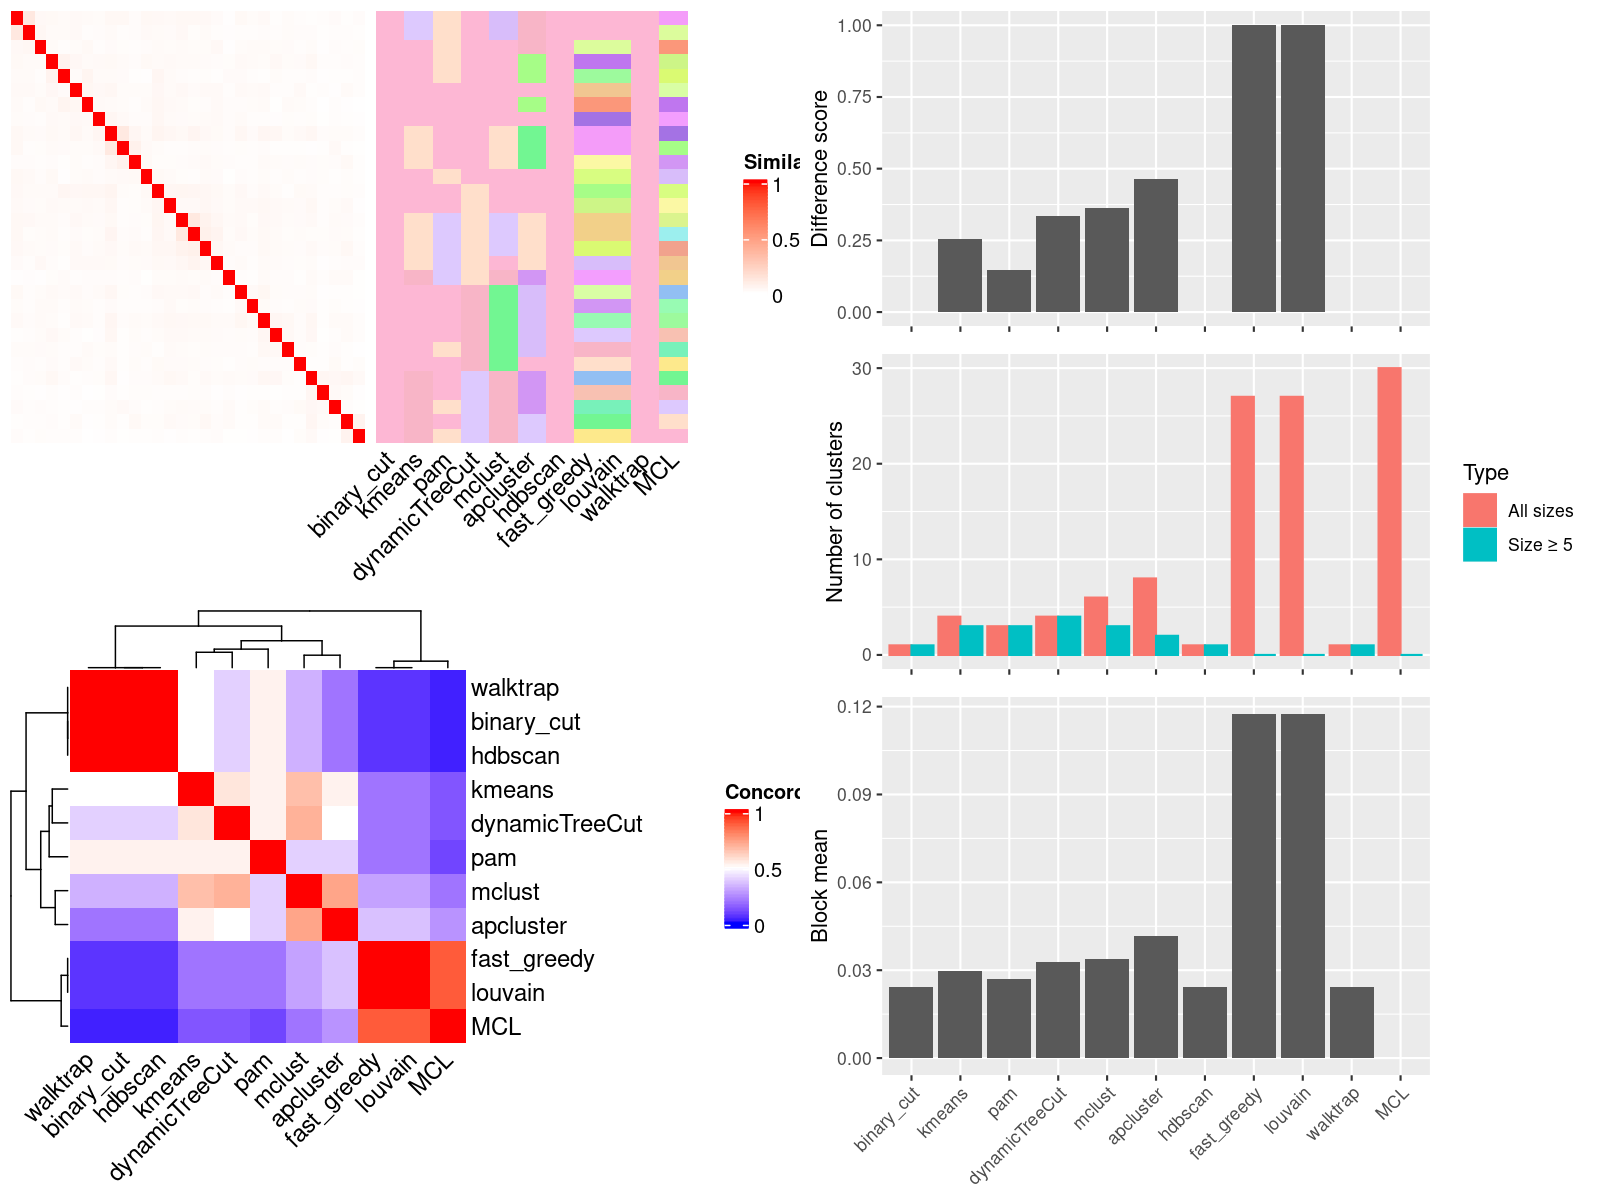 Simila
1
0.5
0
binary_cut
kmeans
pam
dynamicTreeCut
mclust
apcluster
hdbscan
fast_greedy
louvain
walktrap
MCL
walktrap
binary_cut
hdbscan
kmeans
dynamicTreeCut
pam
mclust
apcluster
fast_greedy
louvain
MCL
walktrap
binary_cut
hdbscan
kmeans
dynamicTreeCut
pam
mclust
apcluster
fast_greedy
louvain
MCL
Concord
1
0.5
0
Difference score
1.00
0.75
0.50
0.25
0.00
Number of clusters
30
20
10
0
Type
All sizes
Size ≥ 5
Block mean
0.12
0.09
0.06
0.03
0.00
binary_cut
kmeans
pam
dynamicTreeCut
mclust
apcluster
hdbscan
fast_greedy
louvain
walktrap
MCL